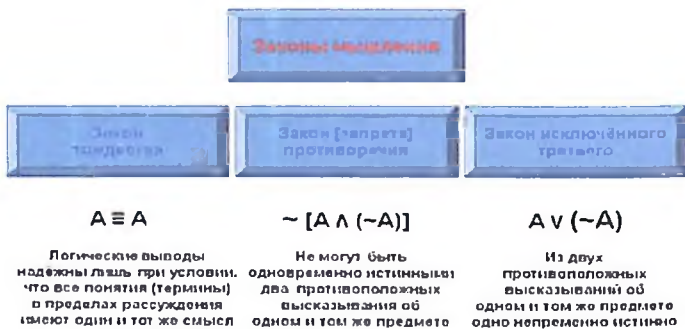 Законы мышления
Закон
тождества
Закон [запрета]
противоречия
Закон исключённого
третьего
A ≡ A
~ [A ∧ (~A)]
A ∨ (~A)
Логические выводы
надёжны лишь при условии,
что все понятия (термины)
в пределах рассуждения
имеют один и тот же смысл
Не могут быть
одновременно истинными
два противоположных
высказывания об
одном и том же предмете
Из двух
противоположных
высказываний об
одном и том же предмете
одно непременно истинно